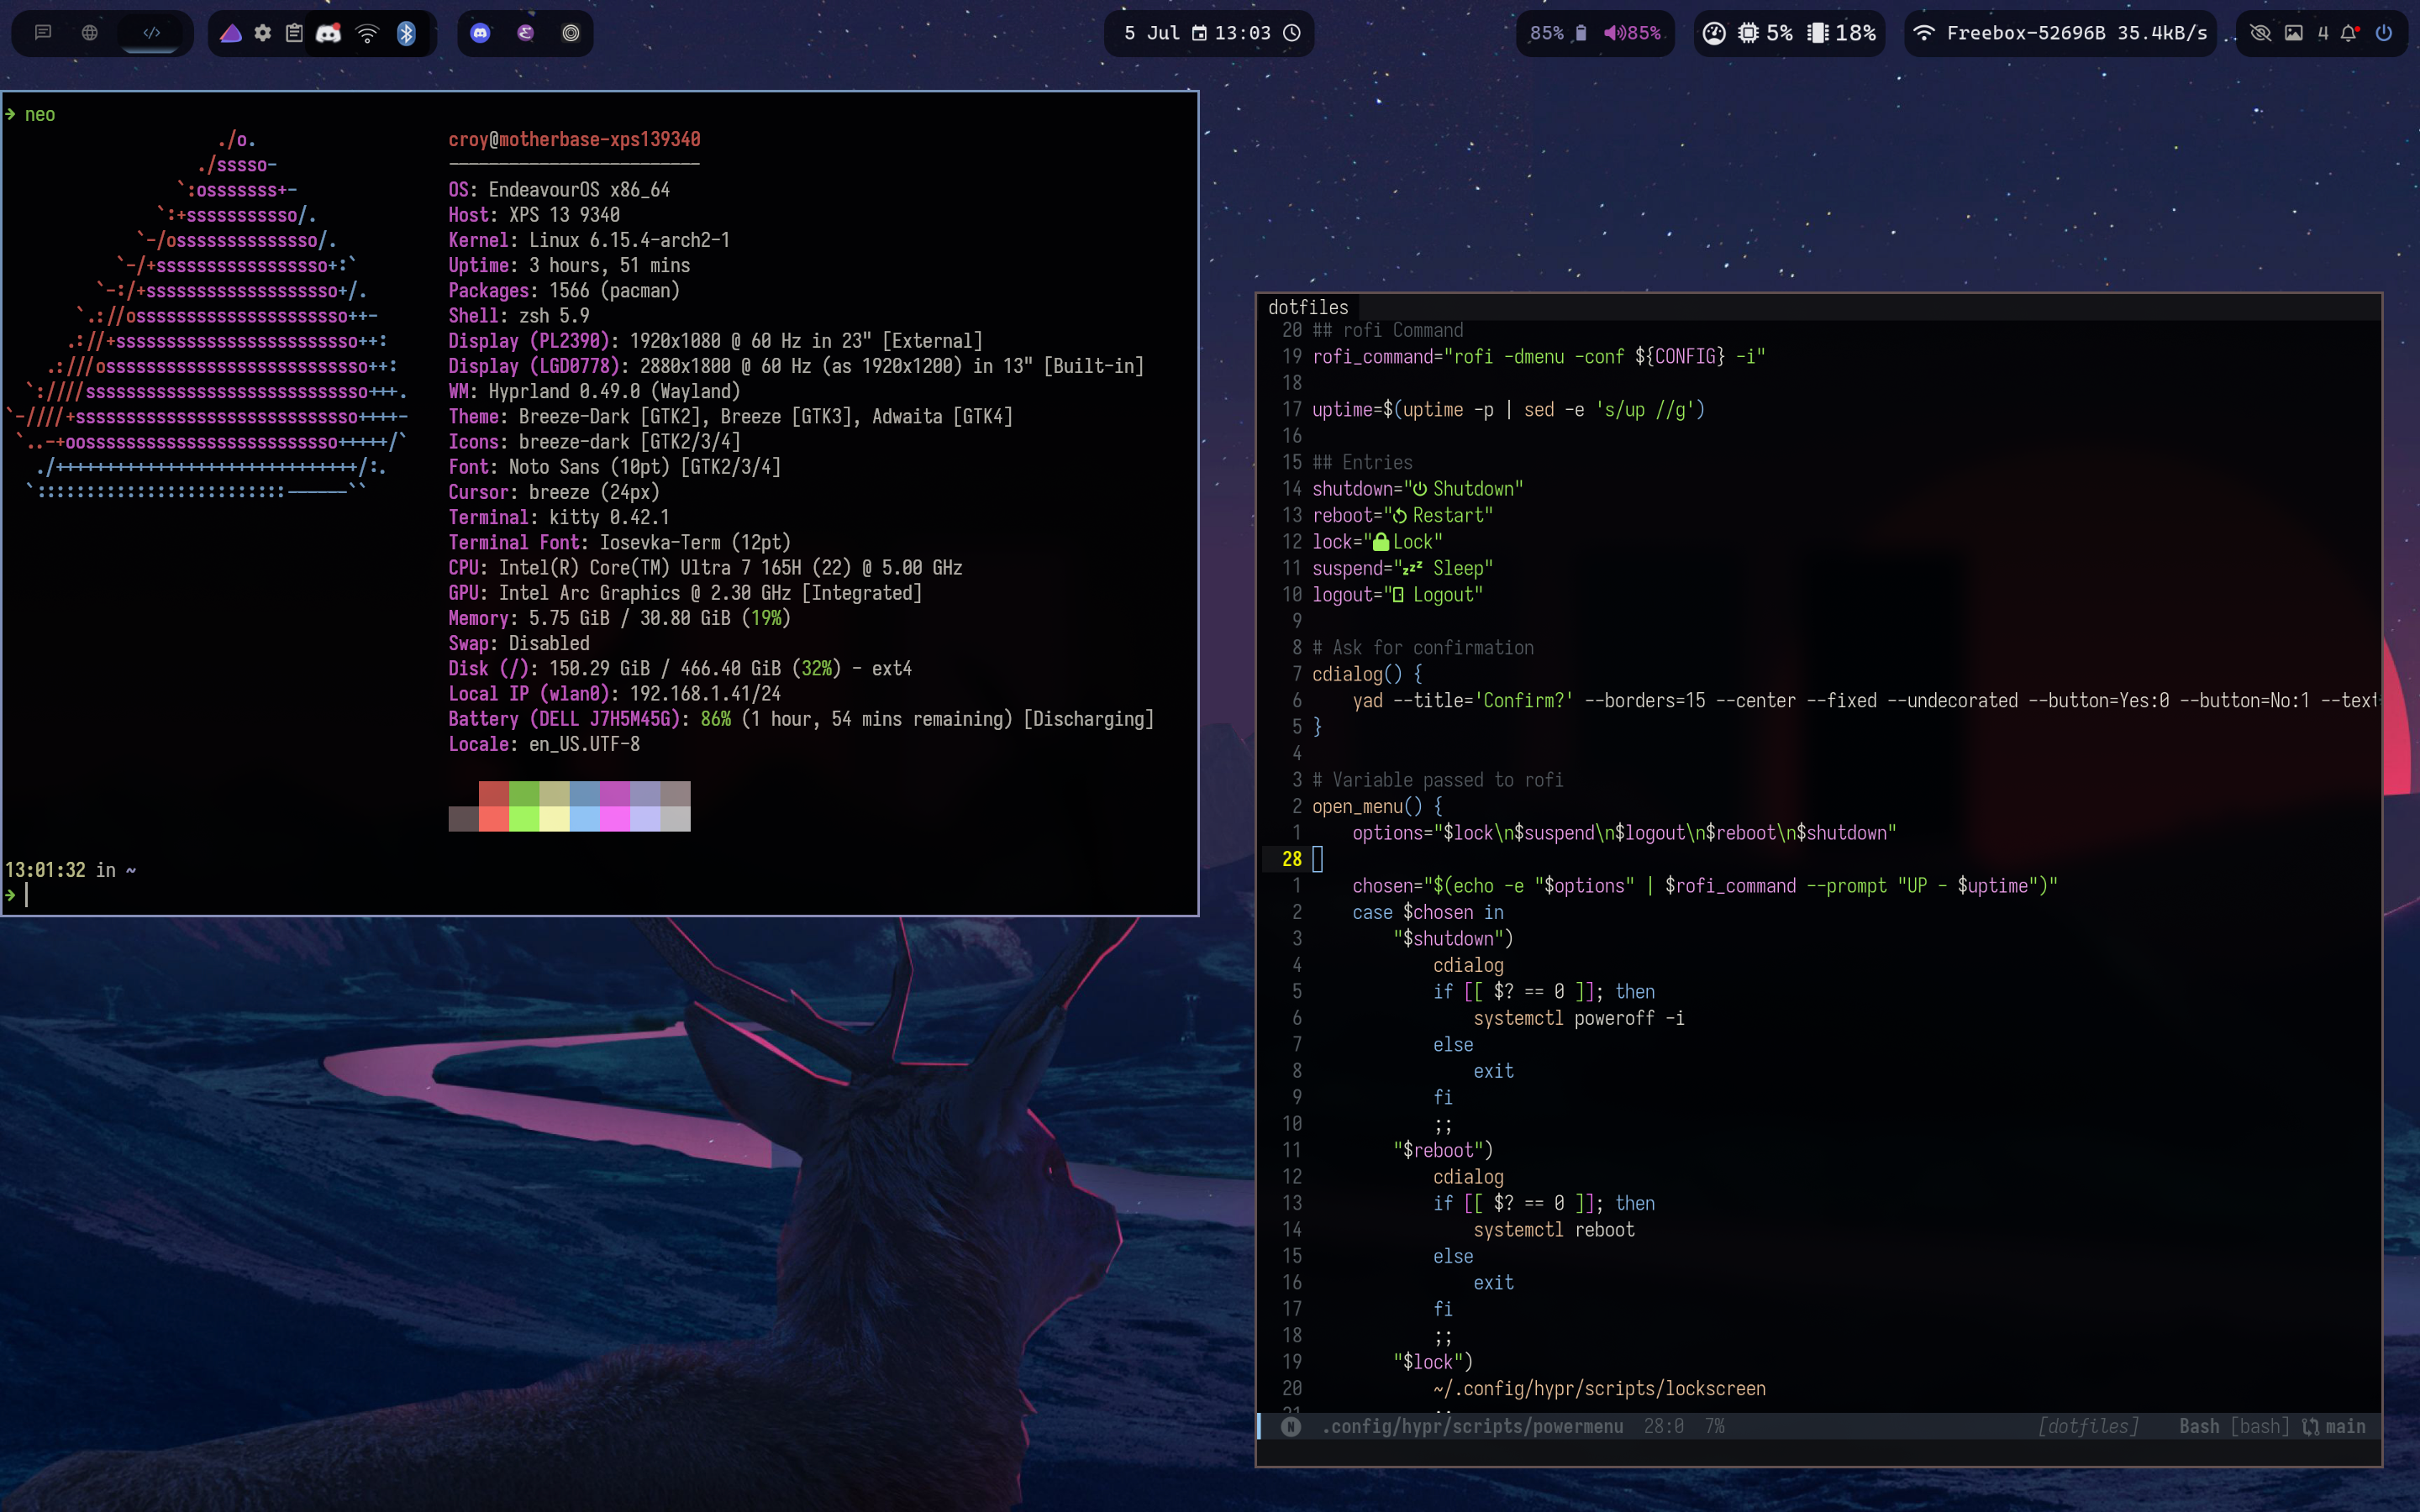 5 Jul 13:03
85% 85%
5% 18%
Freebox-52696B 35.4kB/s
4
➜ neo
./o.
./sssso-
`:osssssss+-
`:+sssssssssso/.
`-/ossssssssssssso/.
`-/+sssssssssssssssso+:`
`-:/+sssssssssssssssssso+/.
`.://osssssssssssssssssssso++-
.://+ssssssssssssssssssssssso++:
.:///ossssssssssssssssssssssssso++:
`:////ssssssssssssssssssssssssssso+++.
`-////+ssssssssssssssssssssssssssso++++-
`..-+oosssssssssssssssssssssssso+++++/`
./++++++++++++++++++++++++++++++/:.
`:::::::::::::::::::::::::------``
croy@motherbase-xps139340
-------------------------
OS: EndeavourOS x86_64
Host: XPS 13 9340
Kernel: Linux 6.15.4-arch2-1
Uptime: 3 hours, 51 mins
Packages: 1566 (pacman)
Shell: zsh 5.9
Display (PL2390): 1920x1080 @ 60 Hz in 23" [External]
Display (LGD0778): 2880x1800 @ 60 Hz (as 1920x1200) in 13" [Built-in]
WM: Hyprland 0.49.0 (Wayland)
Theme: Breeze-Dark [GTK2], Breeze [GTK3], Adwaita [GTK4]
Icons: breeze-dark [GTK2/3/4]
Font: Noto Sans (10pt) [GTK2/3/4]
Cursor: breeze (24px)
Terminal: kitty 0.42.1
Terminal Font: Iosevka-Term (12pt)
CPU: Intel(R) Core(TM) Ultra 7 165H (22) @ 5.00 GHz
GPU: Intel Arc Graphics @ 2.30 GHz [Integrated]
Memory: 5.75 GiB / 30.80 GiB (19%)
Swap: Disabled
Disk (/): 150.29 GiB / 466.40 GiB (32%) - ext4
Local IP (wlan0): 192.168.1.41/24
Battery (DELL J7H5M45G): 86% (1 hour, 54 mins remaining) [Discharging]
Locale: en_US.UTF-8
13:01:32 in ~
➜
dotfiles
20 ## rofi Command
19 rofi_command="rofi -dmenu -conf ${CONFIG} -i"
18
17 uptime=$(uptime -p | sed -e 's/up //g')
16
15 ## Entries
14 shutdown="⏻ Shutdown"
13 reboot=" Restart"
12 lock=" Lock"
11 suspend="zzz Sleep"
10 logout=" Logout"
9
8 # Ask for confirmation
7 cdialog() {
6     yad --title='Confirm?' --borders=15 --center --fixed --undecorated --button=Yes:0 --button=No:1 --text
5 }
4
3 # Variable passed to rofi
2 open_menu() {
1     options="$lock\n$suspend\n$logout\n$reboot\n$shutdown"
28
1     chosen="$(echo -e "$options" | $rofi_command --prompt "UP - $uptime")"
2     case $chosen in
3         "$shutdown")
4             cdialog
5             if [[ $? == 0 ]]; then
6                 systemctl poweroff -i
7             else
8                 exit
9             fi
10             ;;
11         "$reboot")
12             cdialog
13             if [[ $? == 0 ]]; then
14                 systemctl reboot
15             else
16                 exit
17             fi
18             ;;
19         "$lock")
20             ~/.config/hypr/scripts/lockscreen
N .config/hypr/scripts/powermenu 28:0 7% [dotfiles] Bash [bash] main